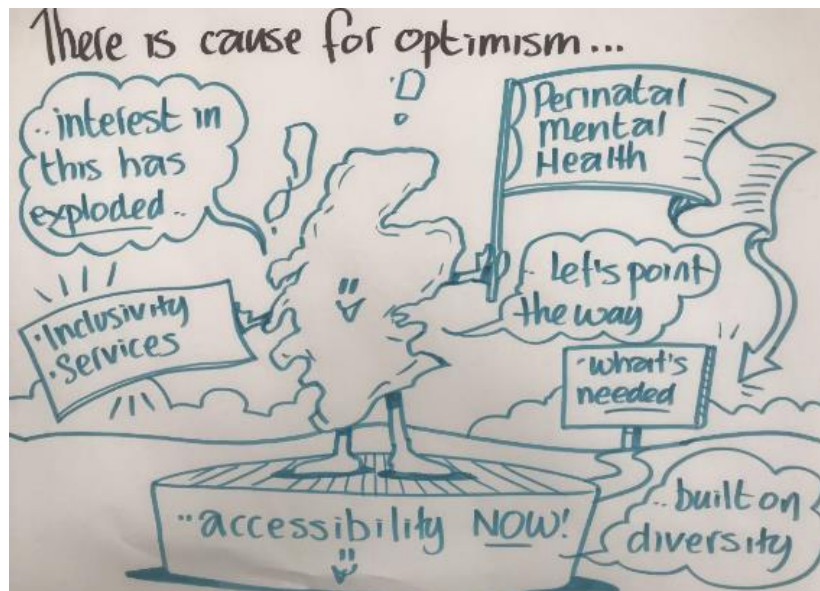 There is cause for optimism...
..interest in
this has
exploded..
Perinatal
Mental
Health
.. let's point
the way
·Inclusivity
·Services
·what's
needed
..accessibility NOW!
..built on
diversity